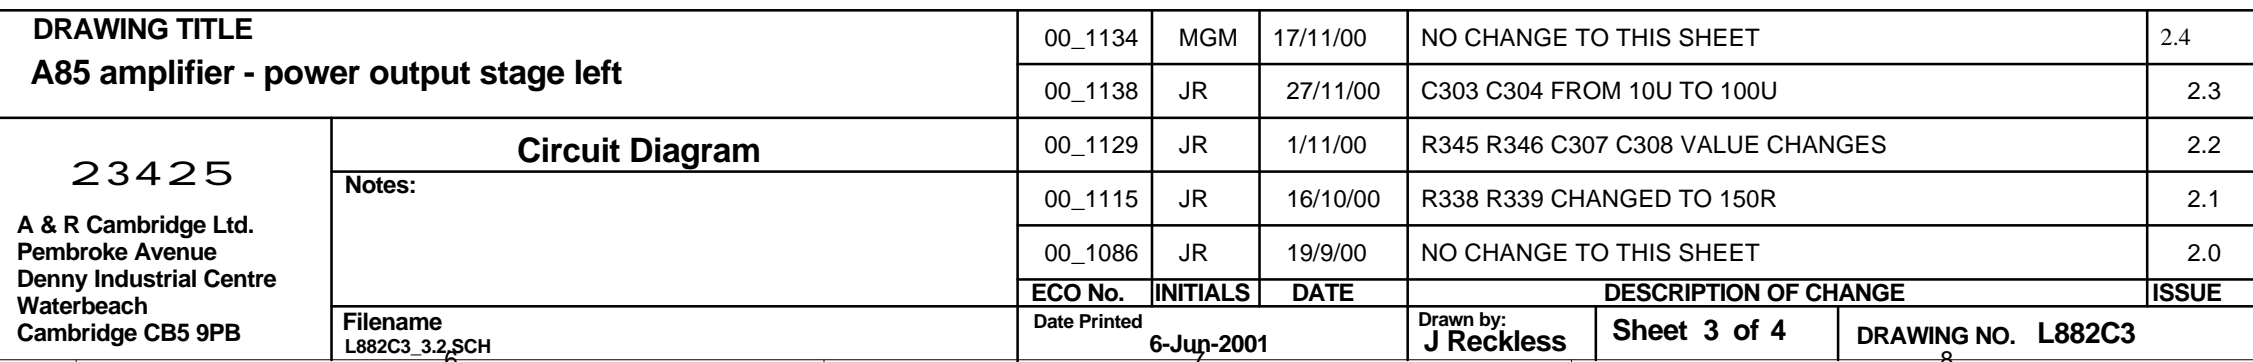 DRAWING TITLE
A85 amplifier - power output stage left
23425
A & R Cambridge Ltd.
Pembroke Avenue
Denny Industrial Centre
Waterbeach
Cambridge CB5 9PB
Circuit Diagram
Notes:
Filename
L882C3_3.2.SCH
00_1134 MGM 17/11/00 NO CHANGE TO THIS SHEET 2.4
00_1138 JR 27/11/00 C303 C304 FROM 10U TO 100U 2.3
00_1129 JR 1/11/00 R345 R346 C307 C308 VALUE CHANGES 2.2
00_1115 JR 16/10/00 R338 R339 CHANGED TO 150R 2.1
00_1086 JR 19/9/00 NO CHANGE TO THIS SHEET 2.0
ECO No. INITIALS DATE DESCRIPTION OF CHANGE ISSUE
Date Printed
6-Jun-2001
Drawn by:
J Reckless
Sheet 3 of 4
DRAWING NO. L882C3
6 7 8